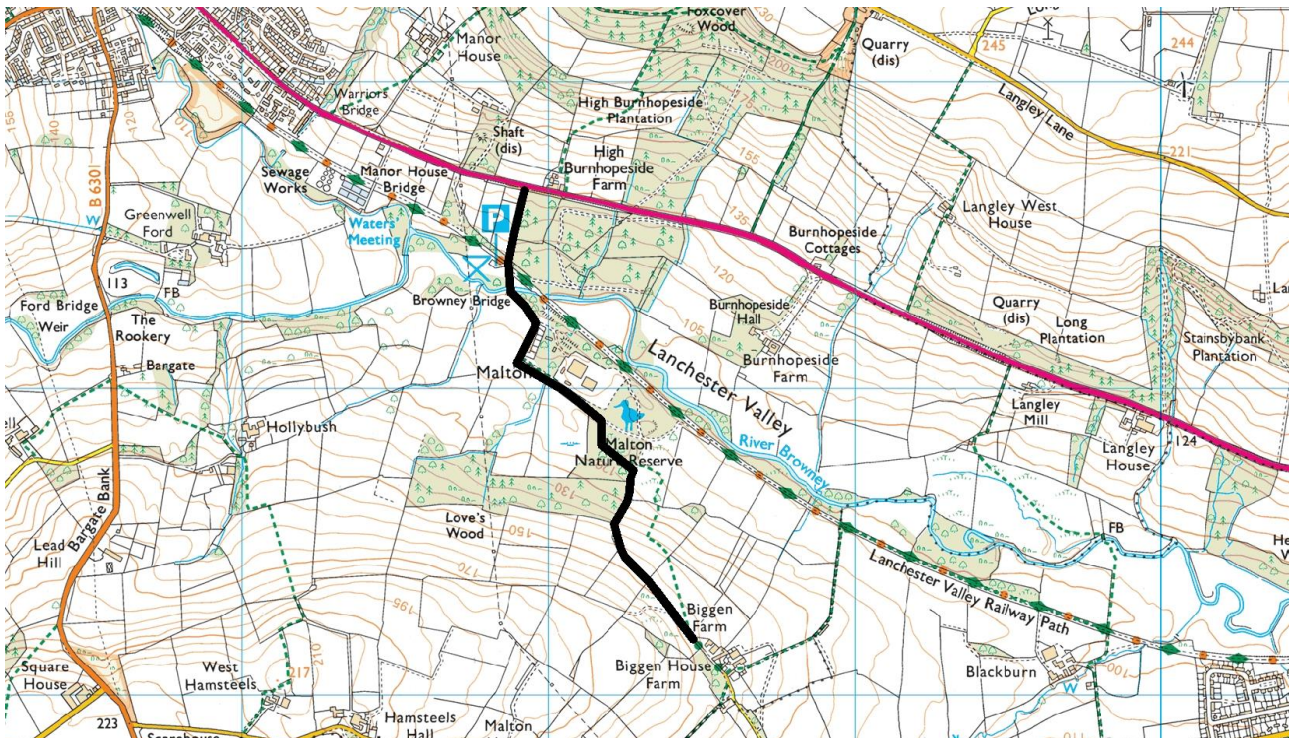 Foxcover
Wood
230
200
Manor
House
Quarry
(dis)
245
244
Langley Lane
221
155
140
120
110
Warriors
Bridge
High Burnhopeside
Plantation
Shaft
(dis)
High
Burnhopeside
Farm
155
135
B 6301
Sewage
Works
Manor House
Bridge
P
Langley West
House
W
Greenwell
Ford
Waters'
Meeting
Burnhopeside
Cottages
120
113
FB
Browney Bridge
Burnhopeside
Hall
105
Ford Bridge
Weir
The
Rookery
Quarry
(dis)
Long
Plantation
Stainsbybank
Plantation
Bargate
Malton
Lanchester Valley
Burnhopeside
Farm
Hollybush
Langley
Mill
Langley
House
124
Malton
Nature Reserve
River Browney
130
Bargate Bank
Love's
Wood
150
170
FB
Lead
Hill
Lanchester Valley Railway Path
195
Biggen
Farm
Square
House
West
Hamsteels
217
210
Biggen House
Farm
Blackburn
W
100
223
Hamsteels
Hall
Malton
110